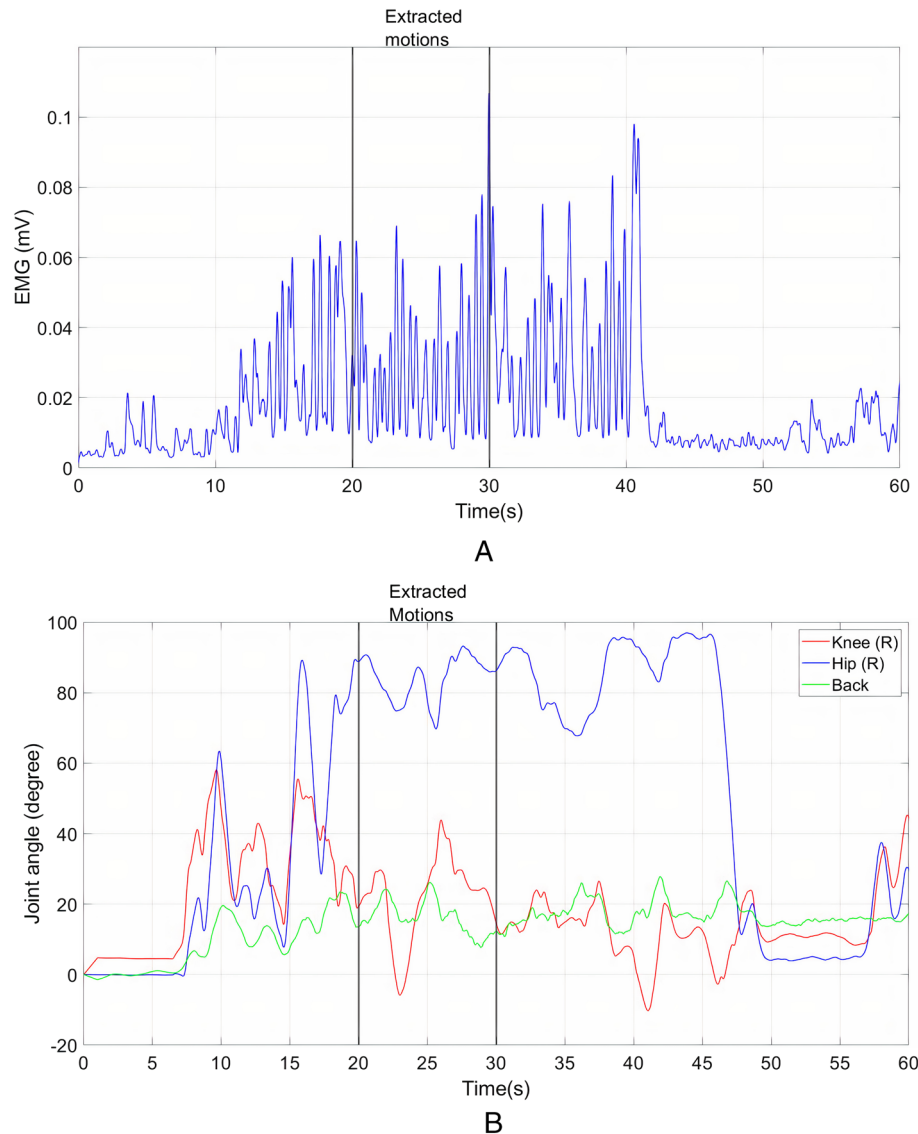 Extracted
motions
0.1
0.08
0.06
0.04
0.02
0
EMG (mV)
0 10 20 30 40 50 60
Time(s)
A
Extracted
Motions
100
80
60
40
20
0
-20
Joint angle (degree)
Knee (R)
Hip (R)
Back
0 5 10 15 20 25 30 35 40 45 50 55 60
Time(s)
B